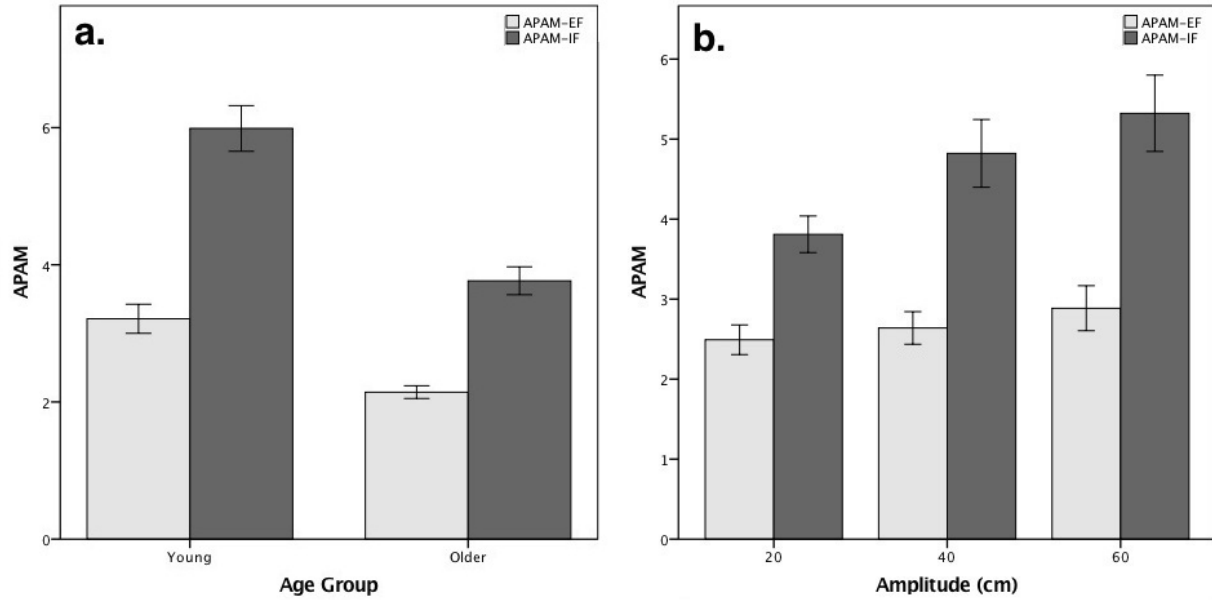 a.
APAM-EF
APAM-IF
6
4
2
0
APAM
Young
Older
Age Group
b.
APAM-EF
APAM-IF
6
5
4
3
2
1
0
APAM
20
40
60
Amplitude (cm)